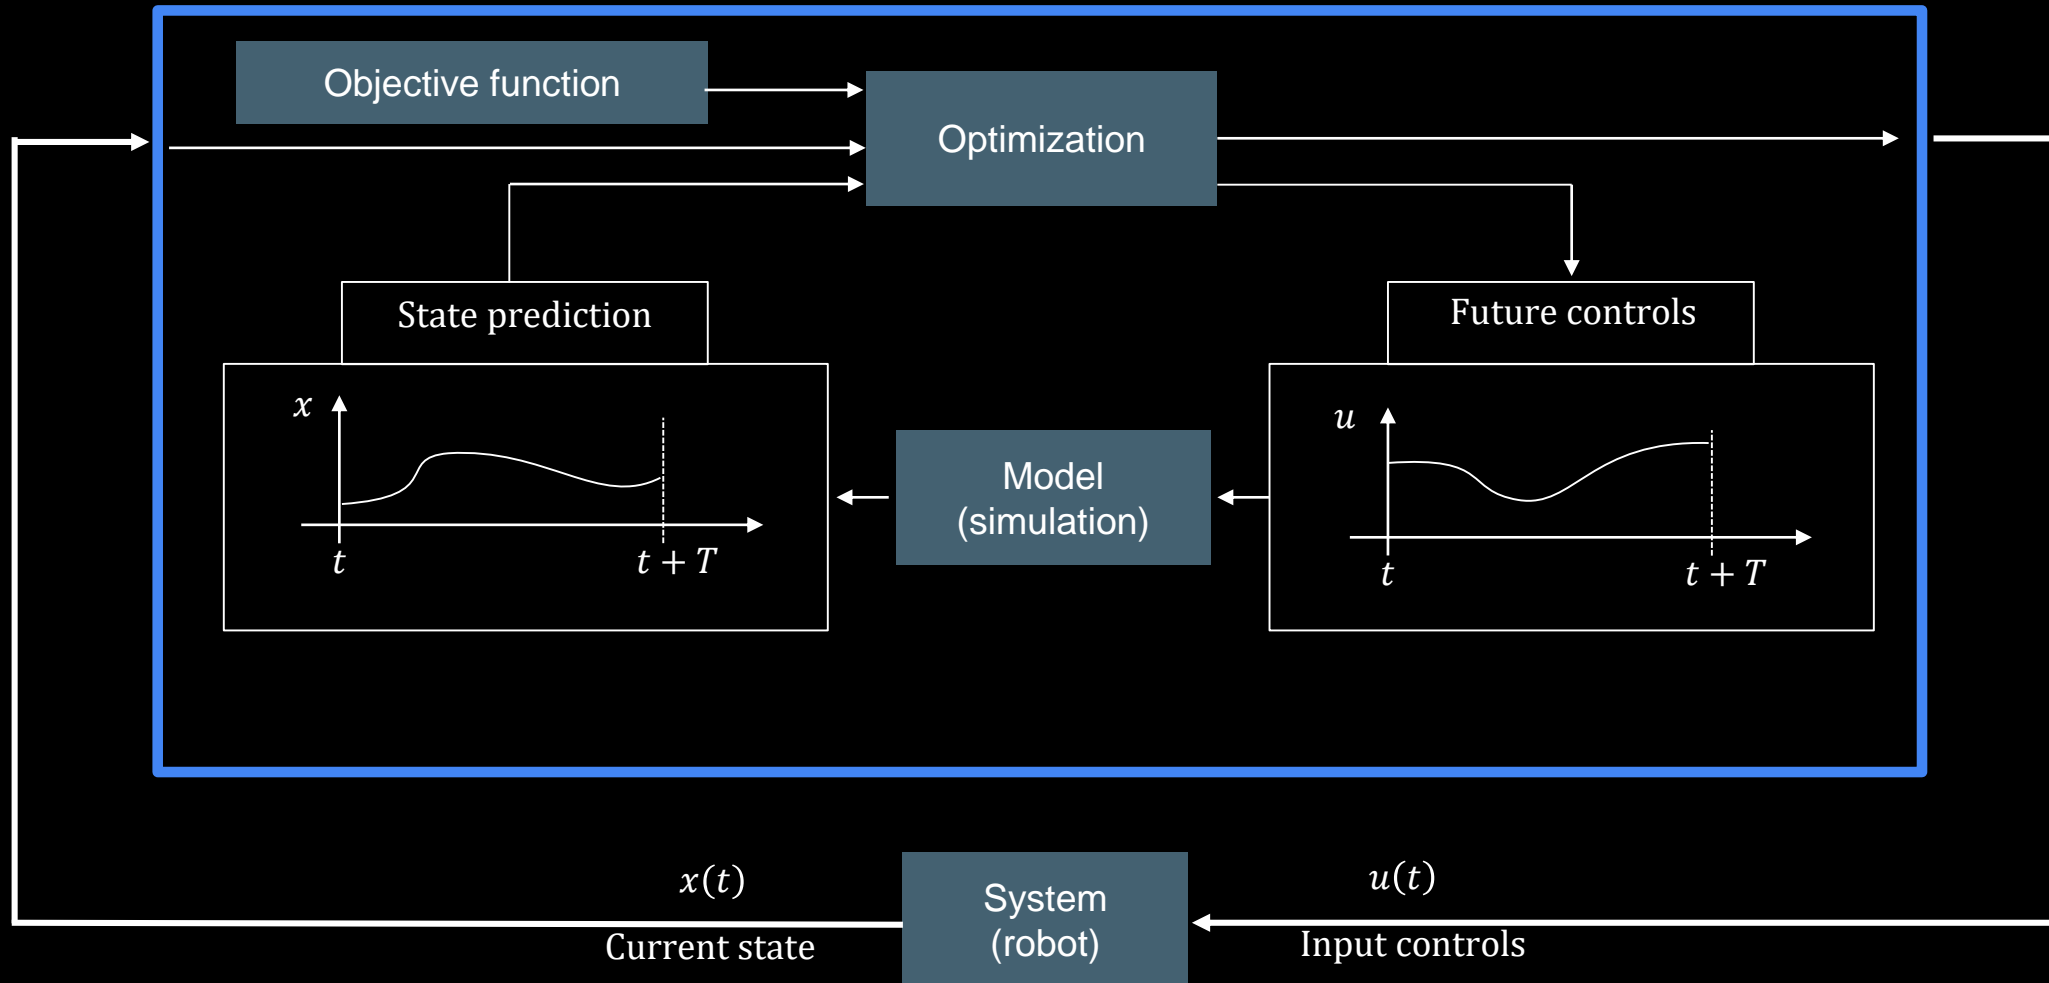 Objective function
Optimization
State prediction
Future controls
x
t
t + T
Model
(simulation)
u
t
t + T
x(t)
Current state
System
(robot)
u(t)
Input controls